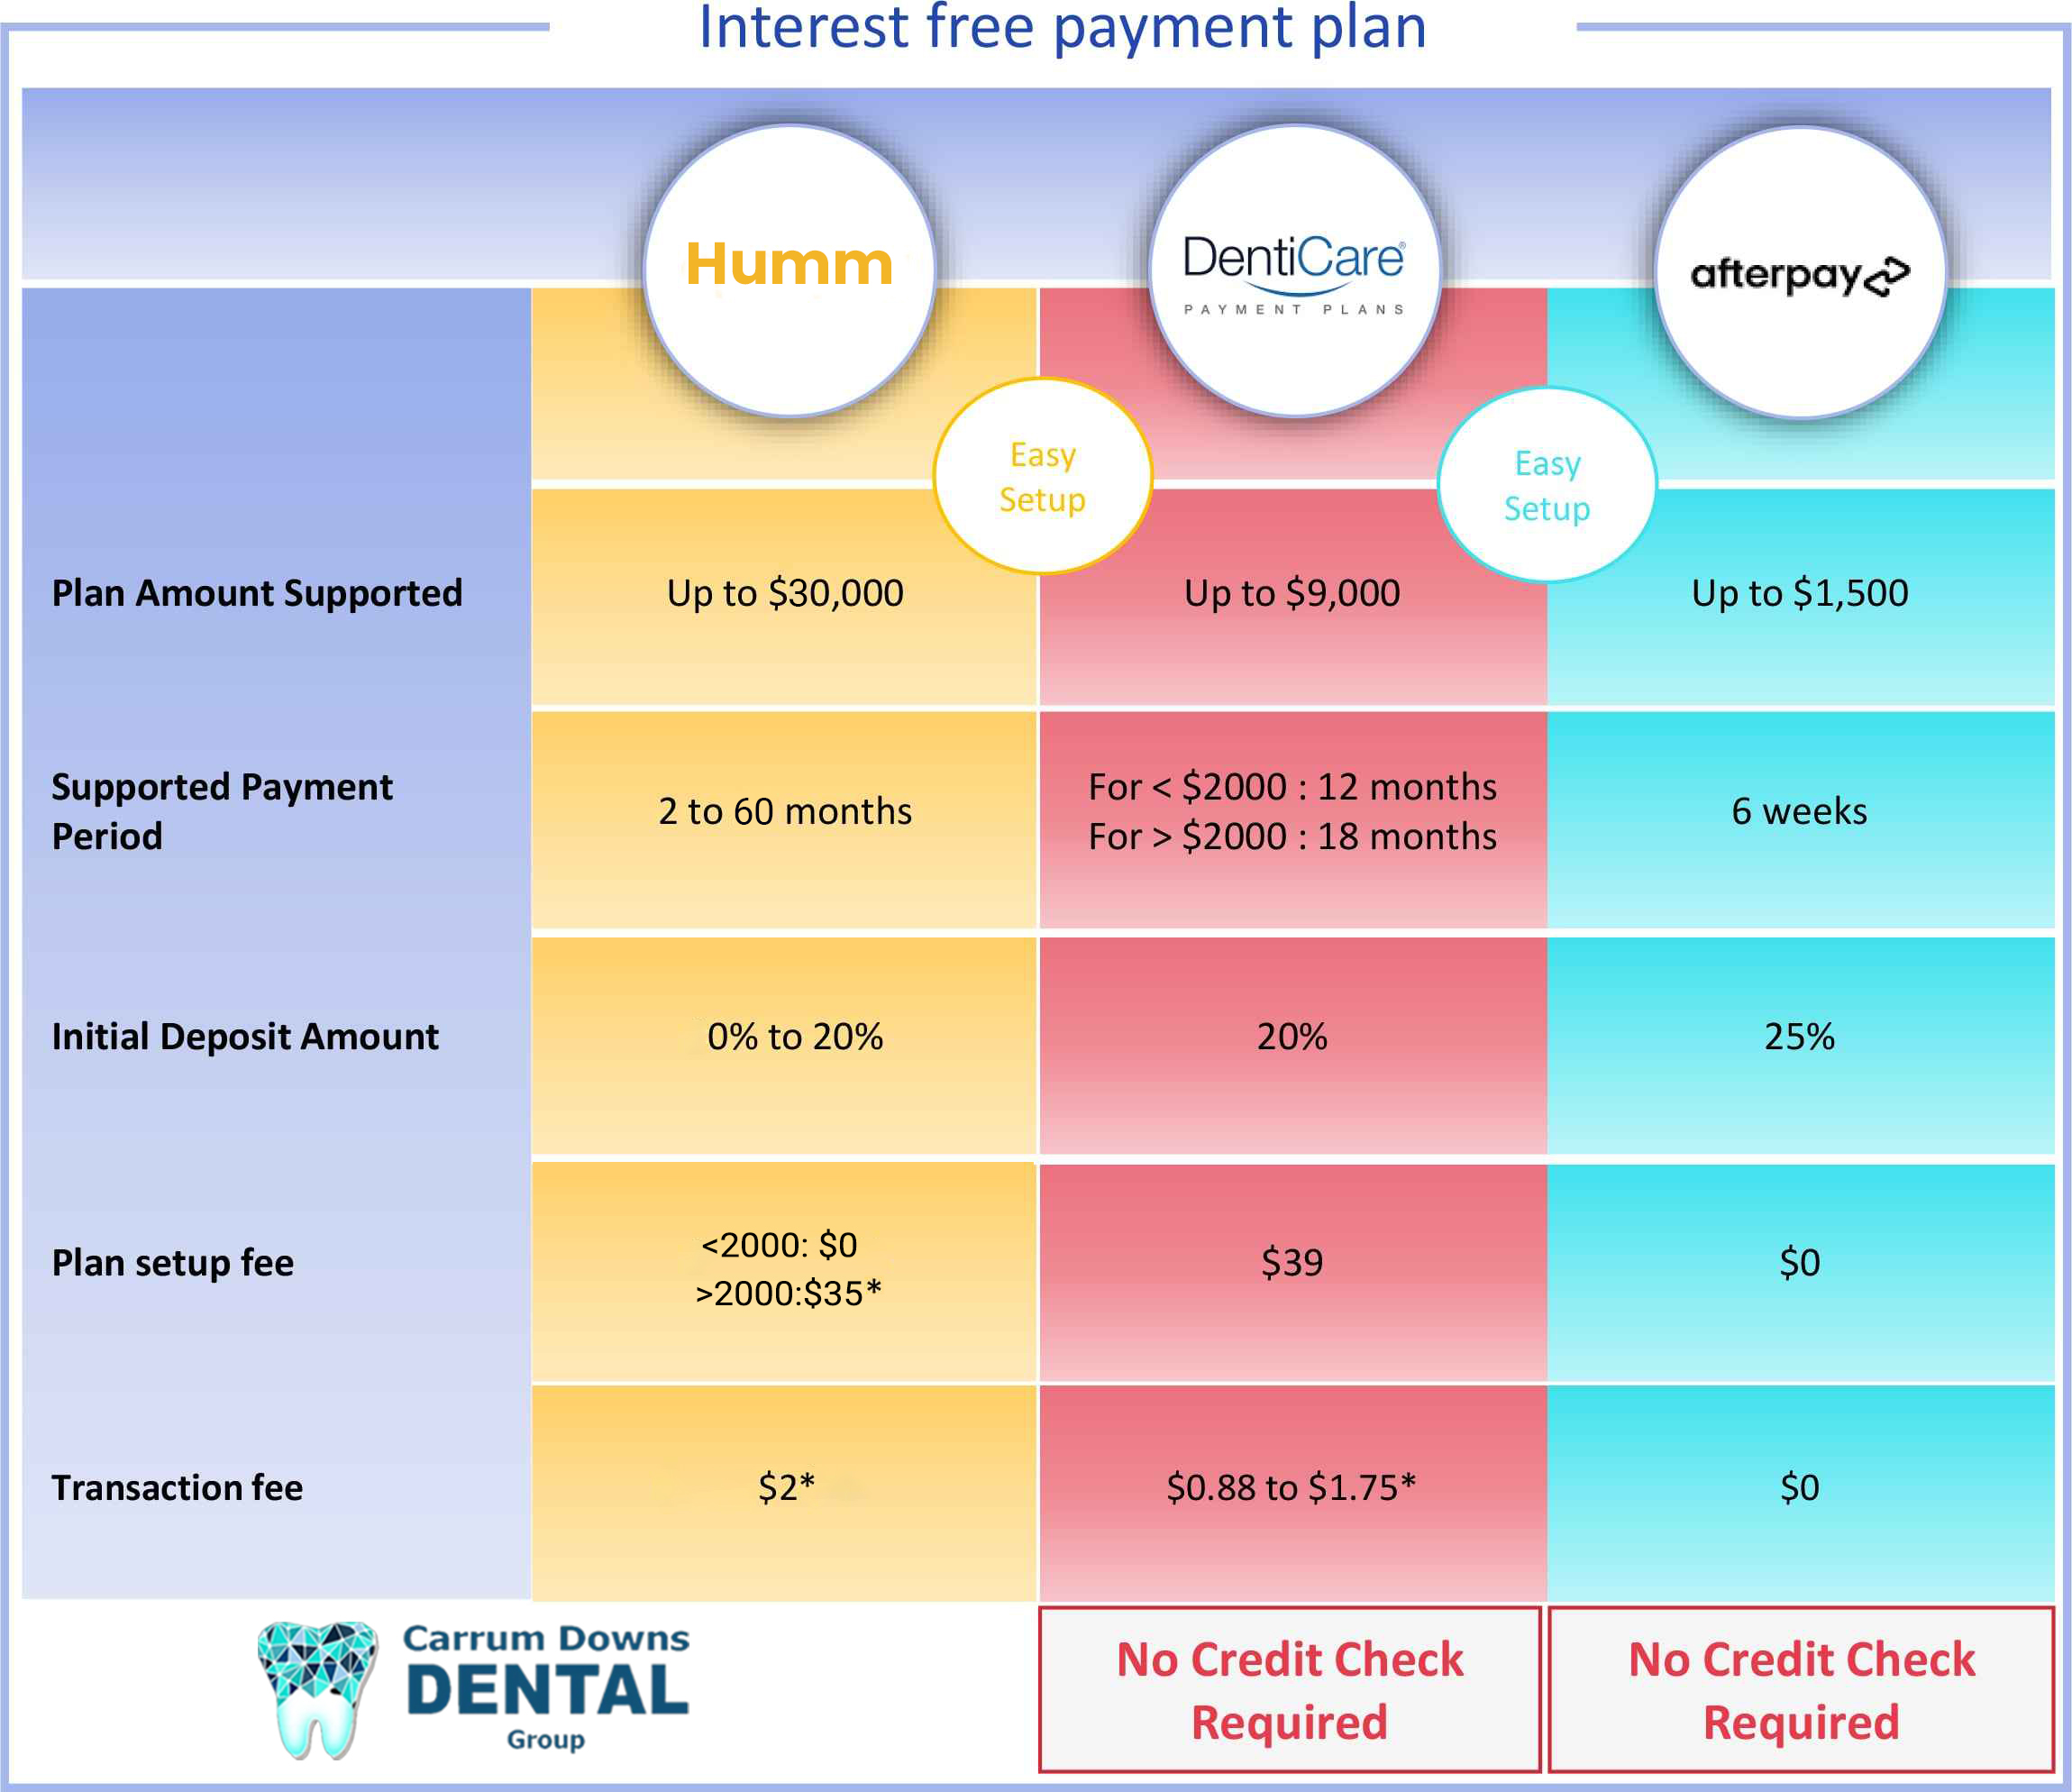 Interest free payment plan
Humm
DentiCare®
PAYMENT PLANS
afterpay
Easy
Setup
Easy
Setup
Plan Amount Supported
Up to $30,000
Up to $9,000
Up to $1,500
Supported Payment
Period
2 to 60 months
For < $2000 : 12 months
For > $2000 : 18 months
6 weeks
Initial Deposit Amount
0% to 20%
20%
25%
Plan setup fee
<2000: $0
>2000:$35*
$39
$0
Transaction fee
$2*
$0.88 to $1.75*
$0
Carrum Downs
DENTAL
Group
No Credit Check
Required
No Credit Check
Required